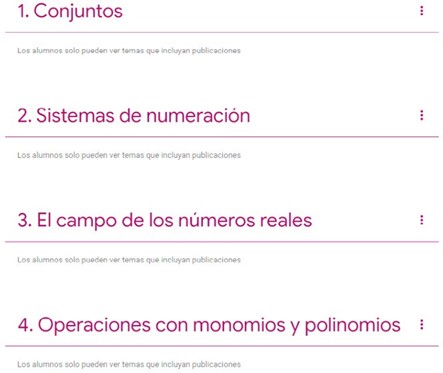 1. Conjuntos
Los alumnos solo pueden ver temas que incluyan publicaciones
2. Sistemas de numeración
Los alumnos solo pueden ver temas que incluyan publicaciones
3. El campo de los números reales
Los alumnos solo pueden ver temas que incluyan publicaciones
4. Operaciones con monomios y polinomios
Los alumnos solo pueden ver temas que incluyan publicaciones